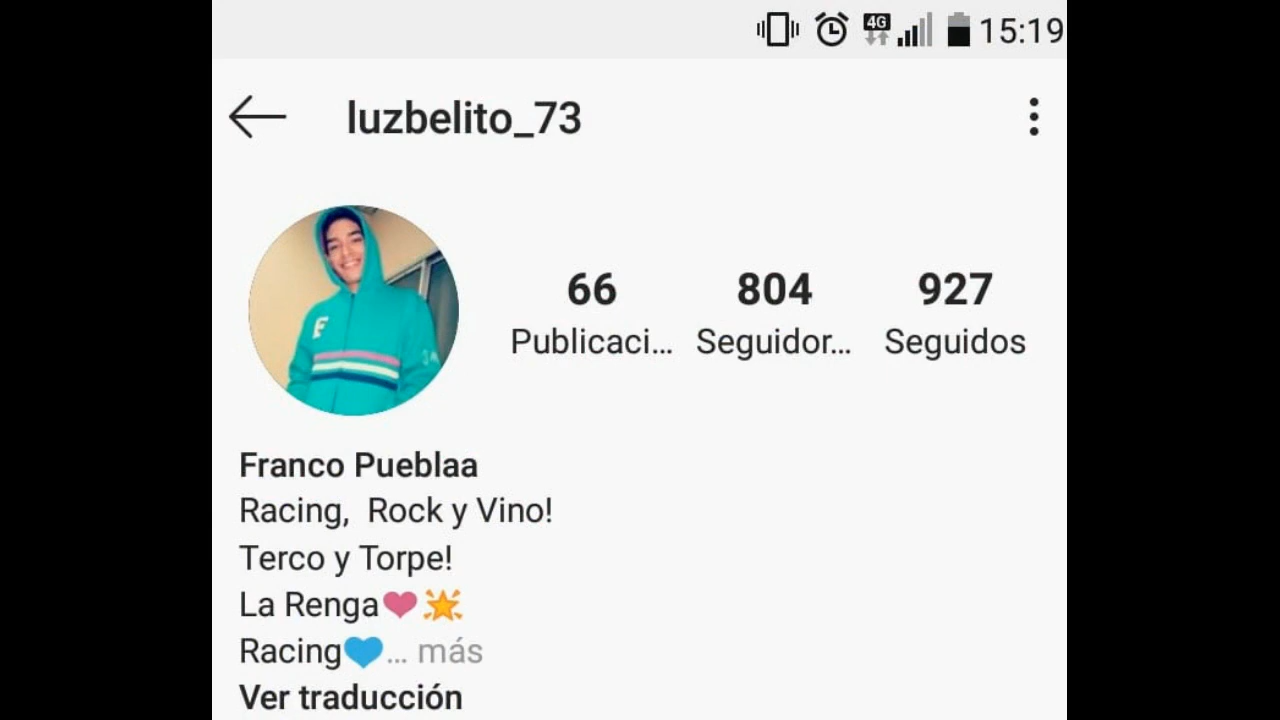 4G 15:19
luzbelito_73
66 804 927
Publicaci... Seguidor... Seguidos
Franco Pueblaa
Racing, Rock y Vino!
Terco y Torpe!
La Renga❤️🌟
Racing💙... más
Ver traducción